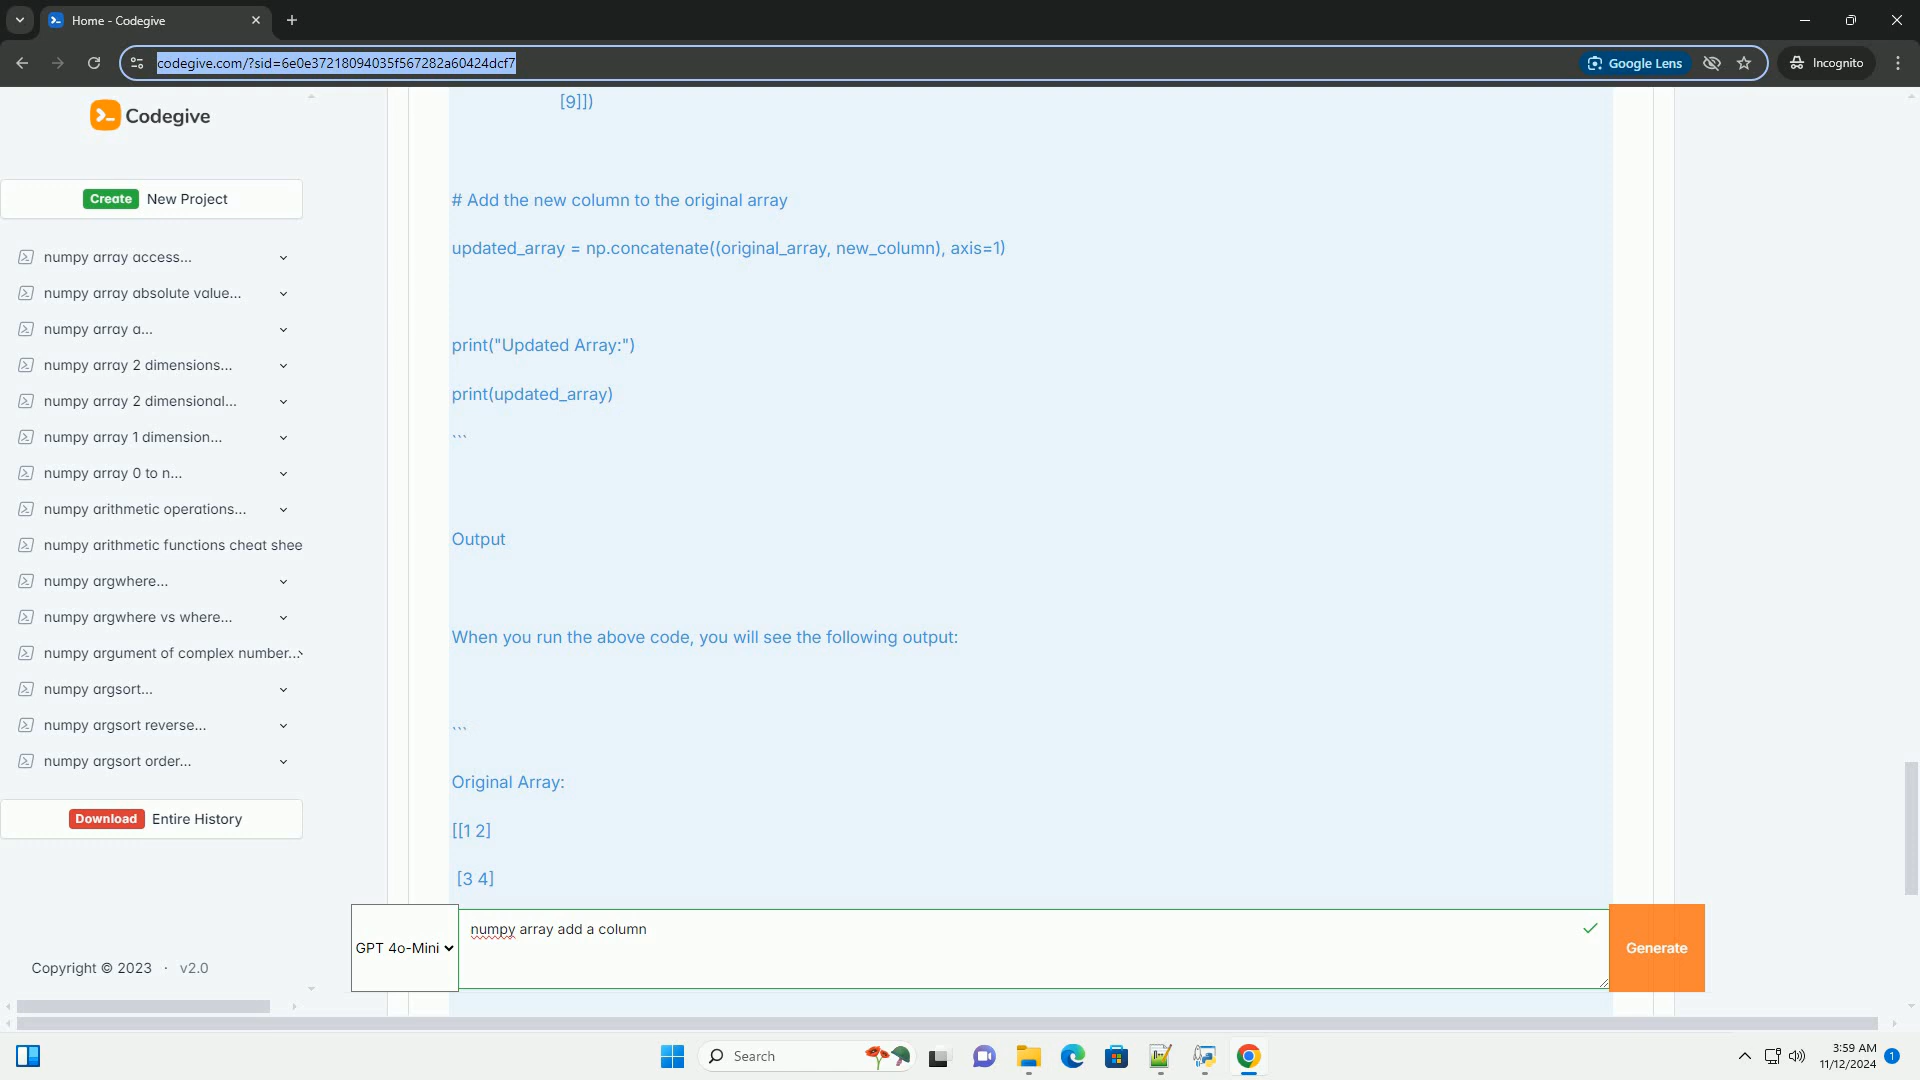 Home - Codegive
codegive.com/?sid=6e0e37218094035f567282a60424dcf7
Google Lens
Incognito
Codegive
Create New Project
numpy array access...
numpy array absolute value...
numpy array a...
numpy array 2 dimensions...
numpy array 2 dimensional...
numpy array 1 dimension...
numpy array 0 to n...
numpy arithmetic operations...
numpy arithmetic functions cheat shee
numpy argwhere...
numpy argwhere vs where...
numpy argument of complex number...
numpy argsort...
numpy argsort reverse...
numpy argsort order...
Download Entire History
Copyright © 2023 · v2.0
[9]])
# Add the new column to the original array
updated_array = np.concatenate((original_array, new_column), axis=1)
print("Updated Array:")
print(updated_array)
```
Output
When you run the above code, you will see the following output:
```
Original Array:
[[1 2]
[3 4]
GPT 4o-Mini
numpy array add a column
Generate
Search
3:59 AM
11/12/2024
1